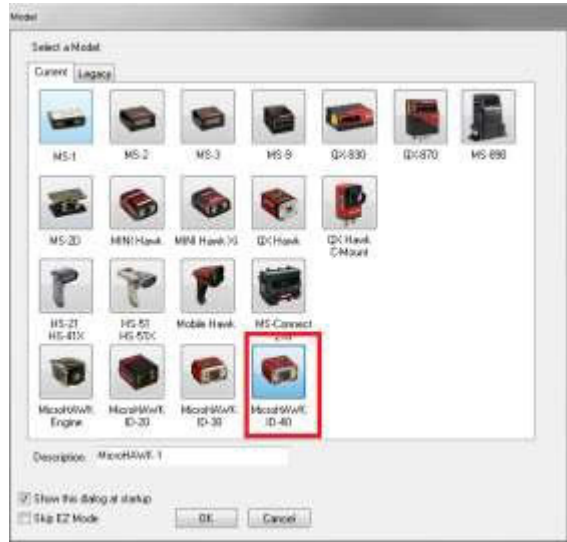 Model
Select a Model
Current Legacy
MS-1 MS-2 MS-3 MS-9 QX-830 QX-870 MS-890
MS-2D MINI Hawk MINI Hawk Xi QX Hawk QX Hawk
C-Mount
HS-21 HS-51 Mobile Hawk MS-Connect
HS-41X HS-51X 210
MicroHAWK MicroHAWK MicroHAWK MicroHAWK
Engine ID-20 ID-30 ID-40
Description MicroHAWK-1
Show this dialog at startup
Skip EZ Mode OK Cancel